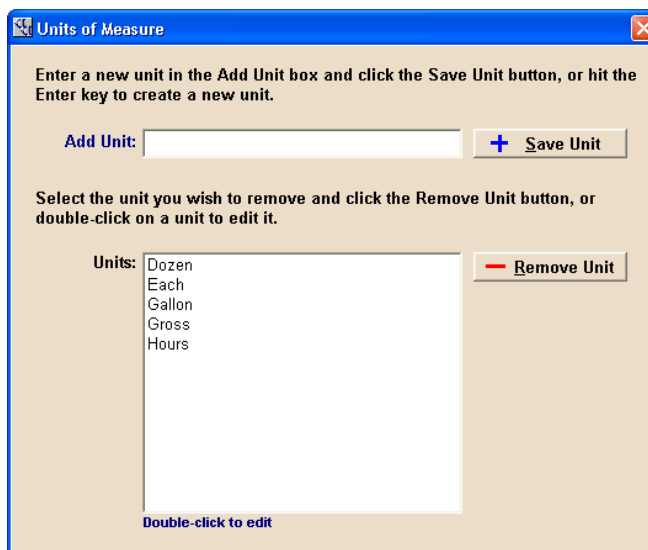 Units of Measure
Enter a new unit in the Add Unit box and click the Save Unit button, or hit the
Enter key to create a new unit.
Add Unit:
Save Unit
Select the unit you wish to remove and click the Remove Unit button, or
double-click on a unit to edit it.
Units:
Dozen
Each
Gallon
Gross
Hours
Remove Unit
Double-click to edit